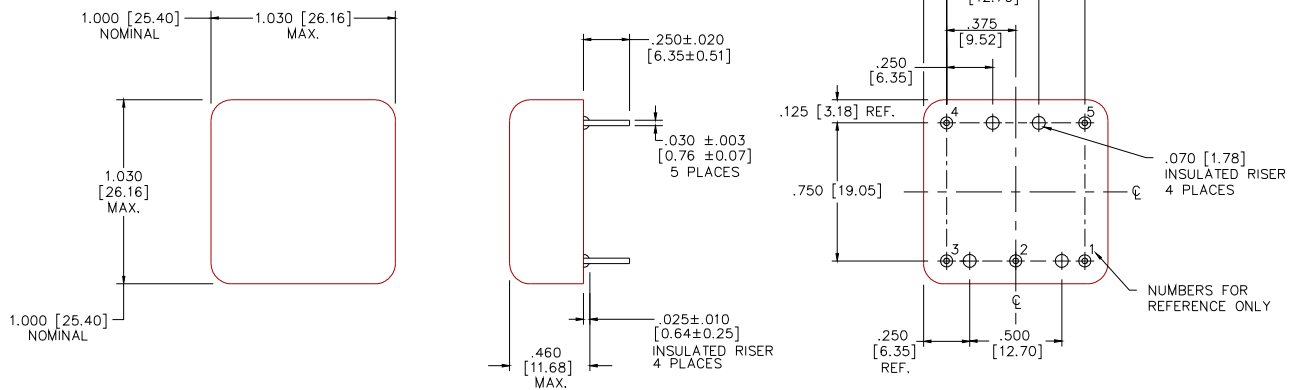 1.000 [25.40]
NOMINAL
1.030 [26.16]
MAX.
1.030
[26.16]
MAX.
1.000 [25.40]
NOMINAL
.250±.020
[6.35±0.51]
.030 ±.003
[0.76 ±0.07]
5 PLACES
.025±.010
[0.64±0.25]
INSULATED RISER
4 PLACES
.460
[11.68]
MAX.
.375
[9.52]
.250
[6.35]
.125 [3.18] REF.
4
5
.070 [1.78]
INSULATED RISER
4 PLACES
.750 [19.05]
3
2
1
NUMBERS FOR
REFERENCE ONLY
.250
[6.35]
REF.
.500
[12.70]